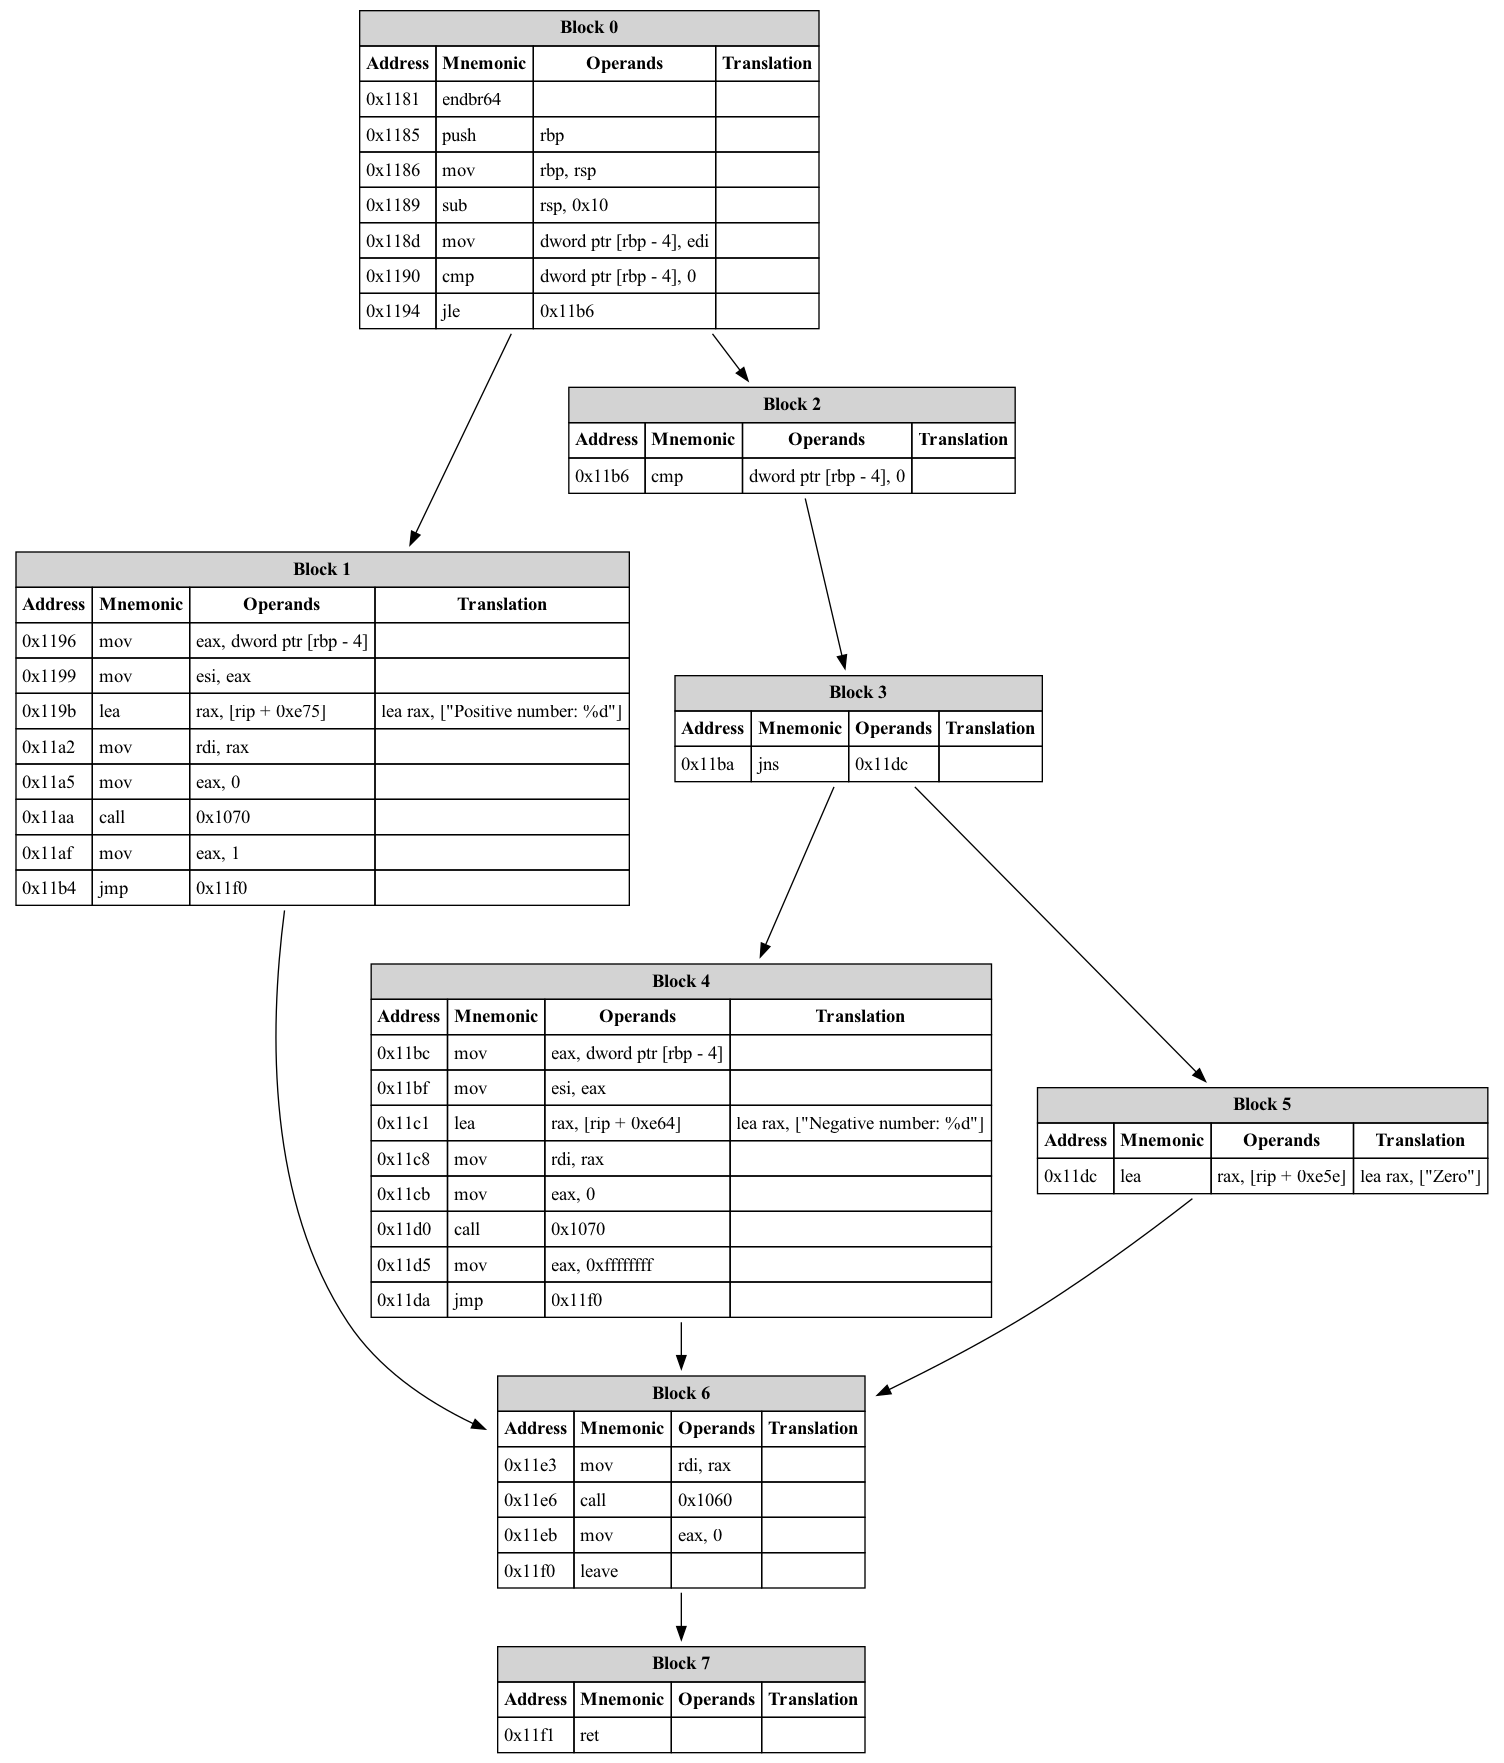 Block 0
Address Mnemonic Operands Translation
0x1181 endbr64
0x1185 push rbp
0x1186 mov rbp, rsp
0x1189 sub rsp, 0x10
0x118d mov dword ptr [rbp - 4], edi
0x1190 cmp dword ptr [rbp - 4], 0
0x1194 jle 0x11b6
Block 2
Address Mnemonic Operands Translation
0x11b6 cmp dword ptr [rbp - 4], 0
Block 1
Address Mnemonic Operands Translation
0x1196 mov eax, dword ptr [rbp - 4]
0x1199 mov esi, eax
0x119b lea rax, [rip + 0xe75] lea rax, ["Positive number: %d"]
0x11a2 mov rdi, rax
0x11a5 mov eax, 0
0x11aa call 0x1070
0x11af mov eax, 1
0x11b4 jmp 0x11f0
Block 3
Address Mnemonic Operands Translation
0x11ba jns 0x11dc
Block 4
Address Mnemonic Operands Translation
0x11bc mov eax, dword ptr [rbp - 4]
0x11bf mov esi, eax
0x11c1 lea rax, [rip + 0xe64] lea rax, ["Negative number: %d"]
0x11c8 mov rdi, rax
0x11cb mov eax, 0
0x11d0 call 0x1070
0x11d5 mov eax, 0xffffffff
0x11da jmp 0x11f0
Block 5
Address Mnemonic Operands Translation
0x11dc lea rax, [rip + 0xe5e] lea rax, ["Zero"]
Block 6
Address Mnemonic Operands Translation
0x11e3 mov rdi, rax
0x11e6 call 0x1060
0x11eb mov eax, 0
0x11f0 leave
Block 7
Address Mnemonic Operands Translation
0x11f1 ret